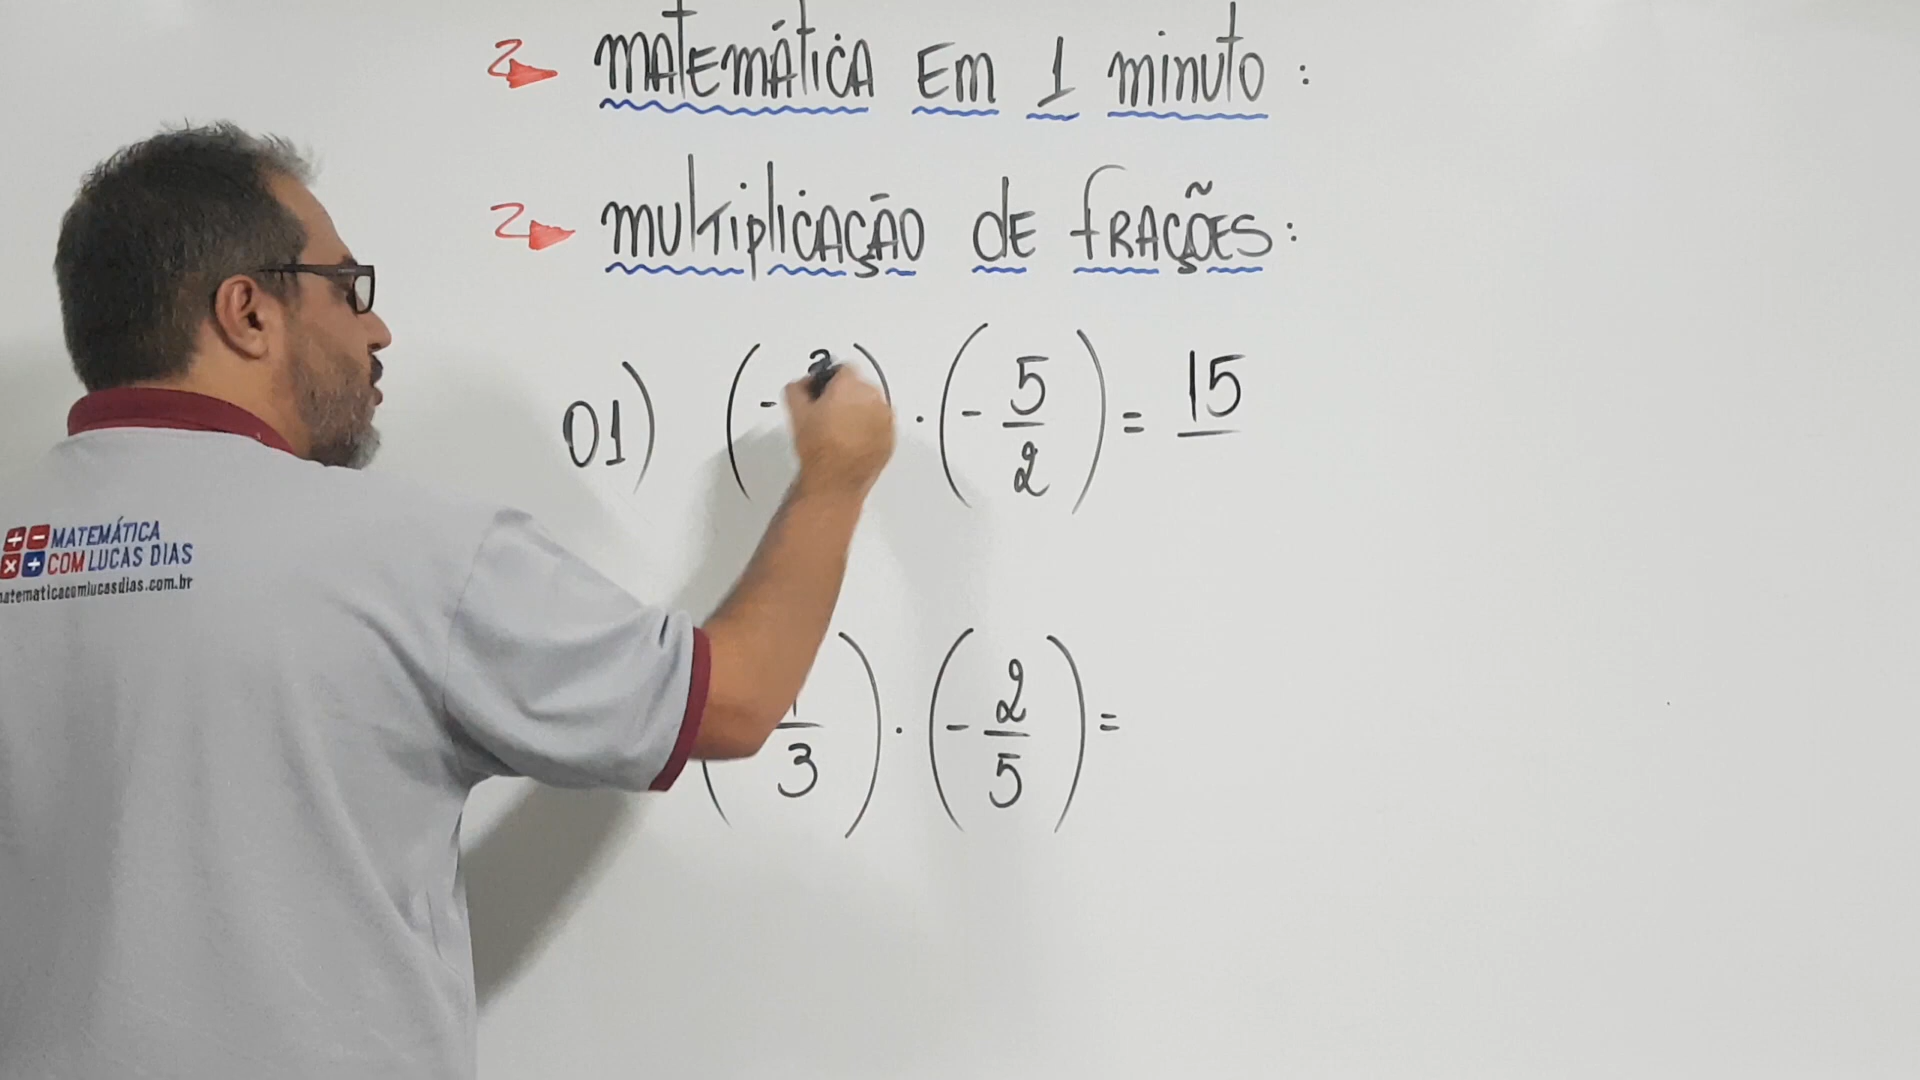 MATEMÁTICA EM 1 MINUTO:
MULTIPLICAÇÃO DE FRAÇÕES:
01) (- ) . (- 5/2) = 15
( 1/3) . (- 2/5) =
MATEMÁTICA
COM LUCAS DIAS
matematicacomlucasdias.com.br